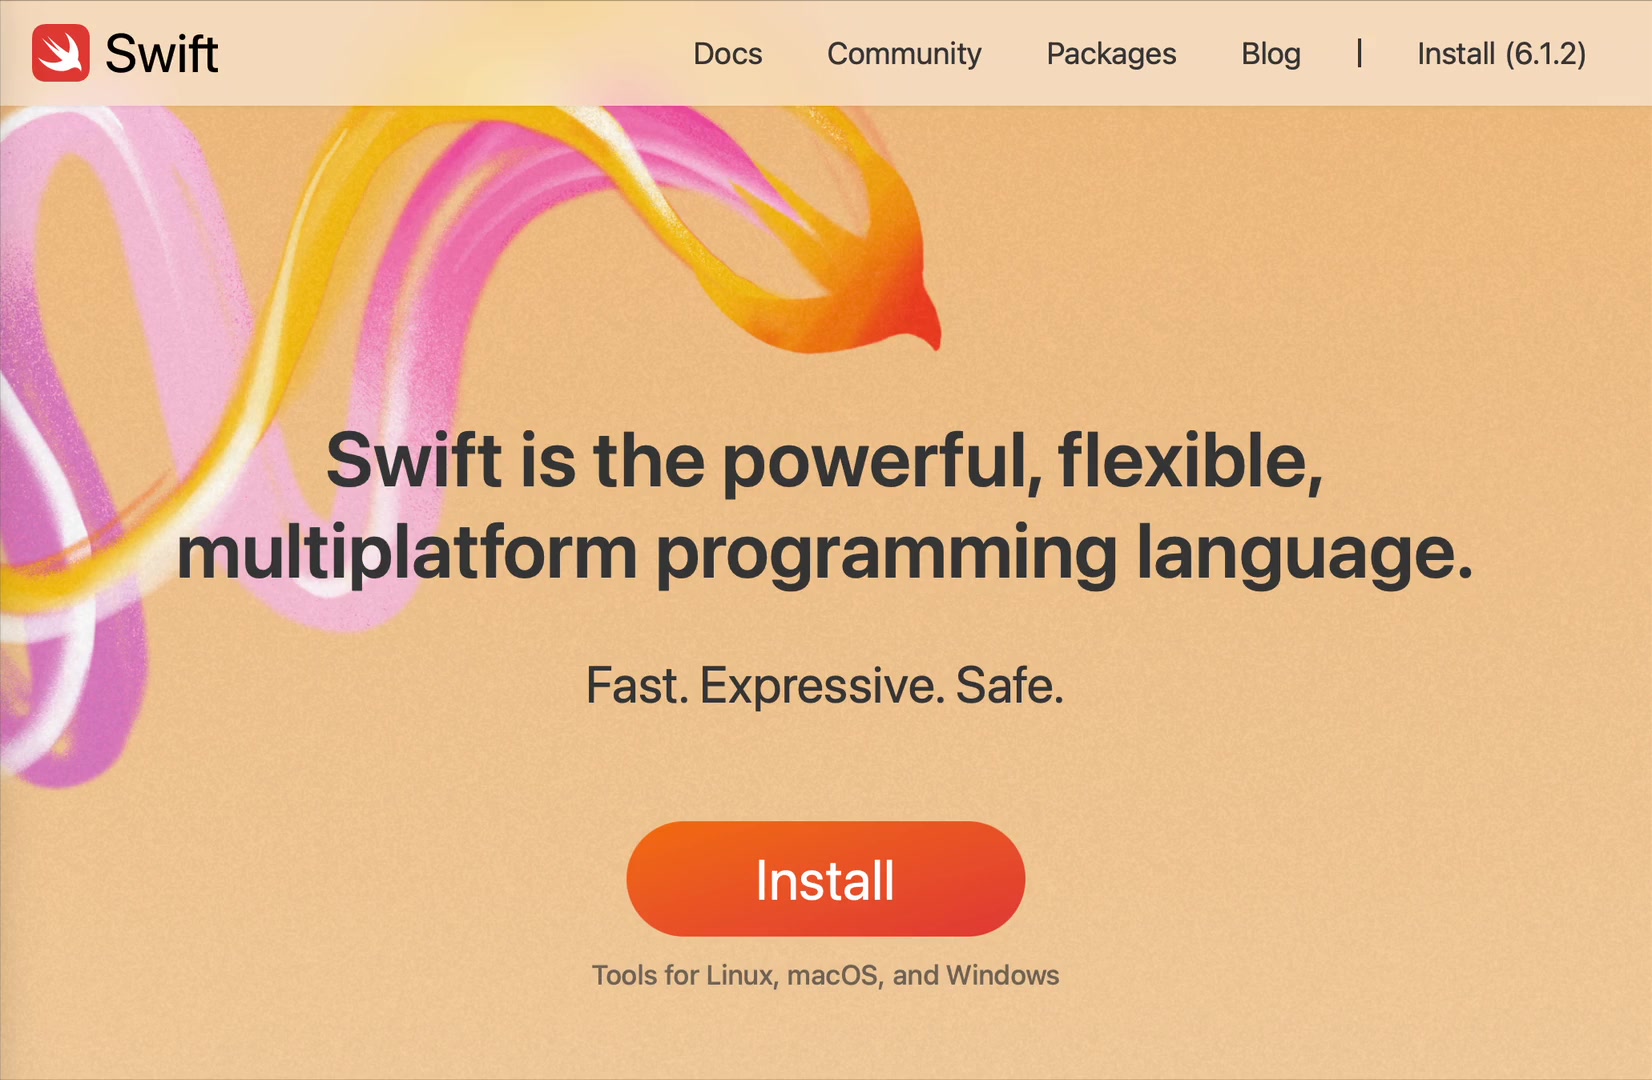 Swift
Docs Community Packages Blog | Install (6.1.2)
Swift is the powerful, flexible,
multiplatform programming language.
Fast. Expressive. Safe.
Install
Tools for Linux, macOS, and Windows